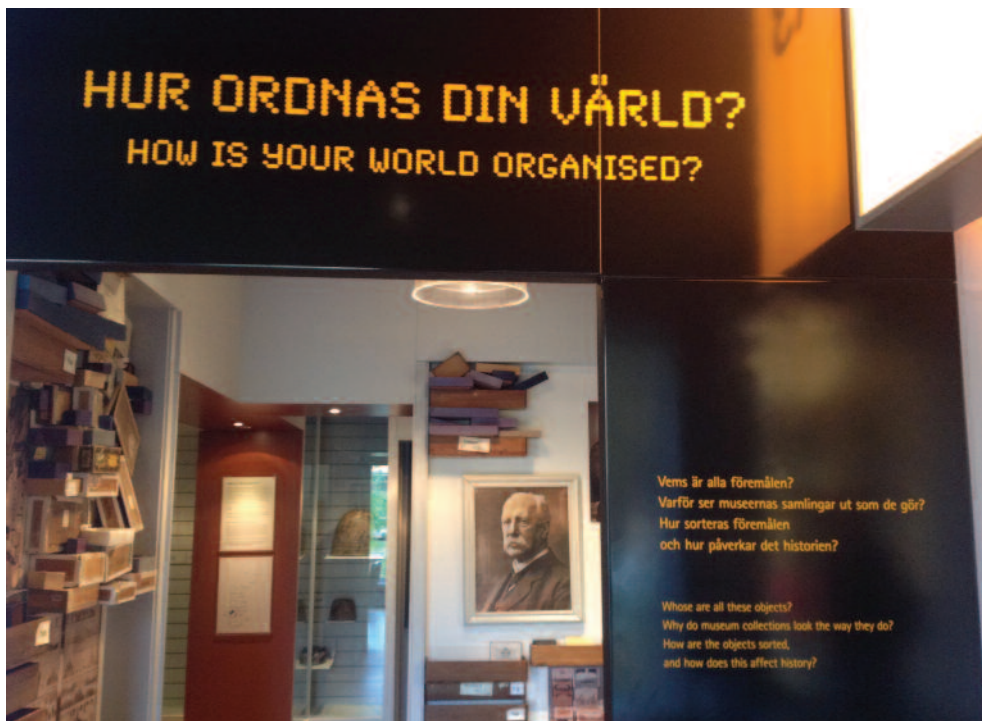 HUR ORDNAS DIN VÄRLD?
HOW IS YOUR WORLD ORGANISED?
Vems är alla föremålen?
Varför ser museernas samlingar ut som de gör?
Hur sorteras föremålen
och hur påverkar det historien?
Whose are all these objects?
Why do museum collections look the way they do?
How are the objects sorted,
and how does this affect history?